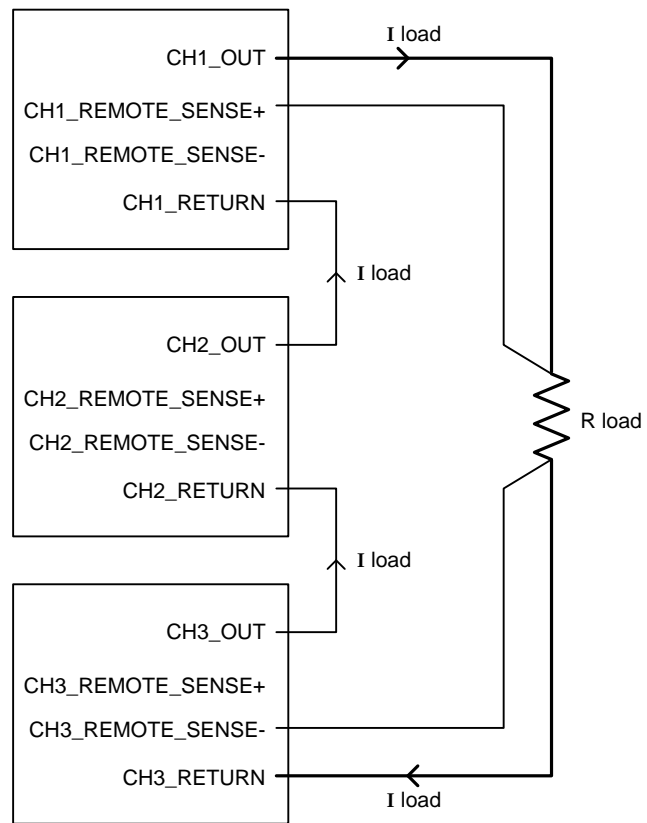 I load
CH1_OUT
CH1_REMOTE_SENSE+
CH1_REMOTE_SENSE-
CH1_RETURN
I load
CH2_OUT
CH2_REMOTE_SENSE+
CH2_REMOTE_SENSE-
R load
CH2_RETURN
I load
CH3_OUT
CH3_REMOTE_SENSE+
CH3_REMOTE_SENSE-
CH3_RETURN
I load